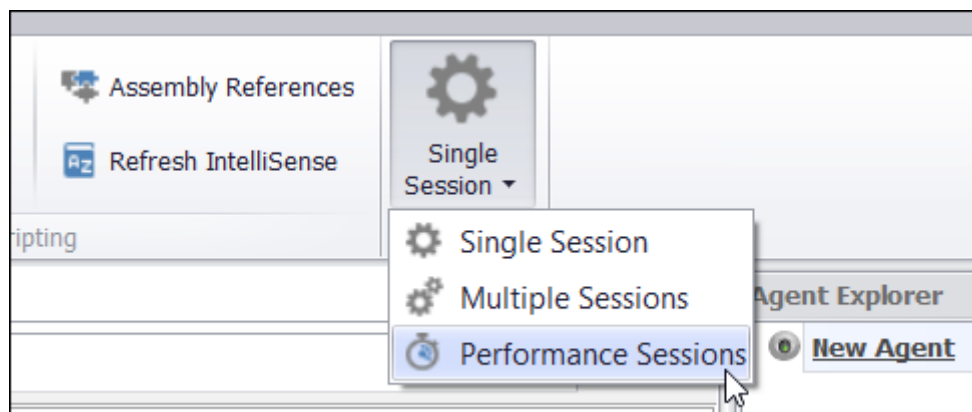 Assembly References
Refresh IntelliSense
Single
Session
ripting
Single Session
Multiple Sessions
Performance Sessions
Agent Explorer
New Agent